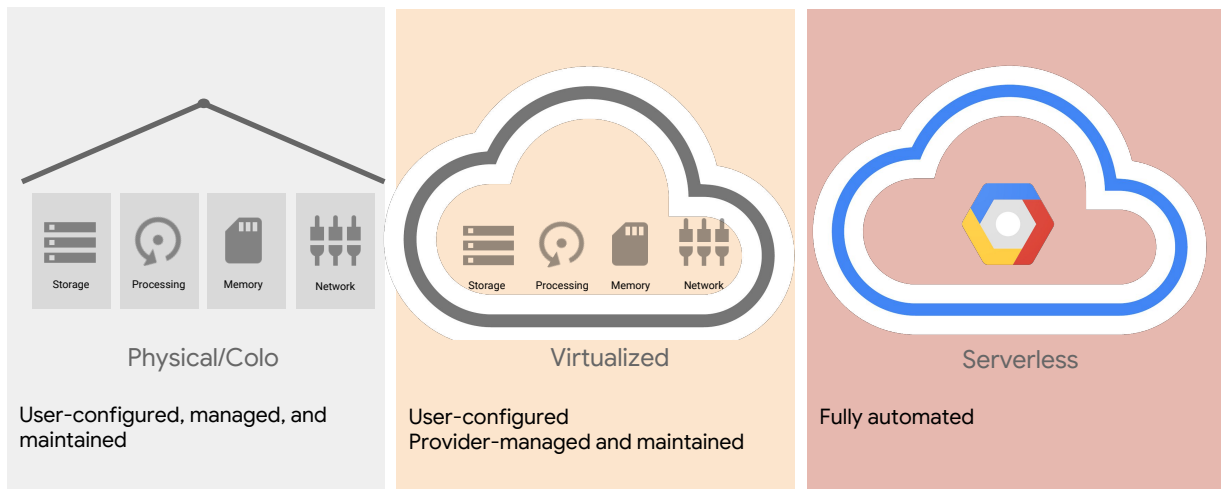 Storage
Processing
Memory
Network
Physical/Colo
User-configured, managed, and
maintained
Storage
Processing
Memory
Network
Virtualized
User-configured
Provider-managed and maintained
Serverless
Fully automated